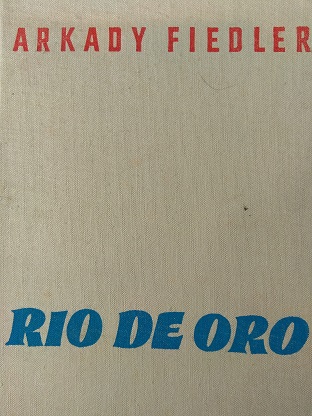 ARKADY FIEDLER
RIO DE ORO